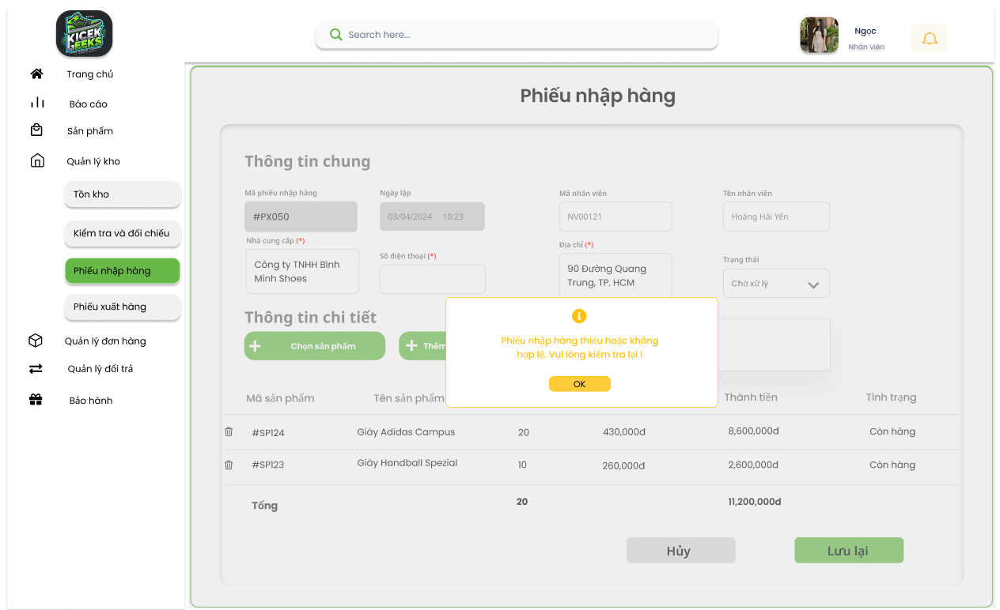 KICEK
GEEKS
Search here...
Ngọc
Nhân viên
Trang chủ
Báo cáo
Sản phẩm
Quản lý kho
Tồn kho
Kiểm tra và đối chiếu
Phiếu nhập hàng
Phiếu xuất hàng
Quản lý đơn hàng
Quản lý đổi trả
Bảo hành
Phiếu nhập hàng
Thông tin chung
Mã phiếu nhập hàng
Ngày lập
Mã nhân viên
Tên nhân viên
#PX050
03/04/2024 10:23
NV00121
Hoàng Hải Yến
Nhà cung cấp (*)
Số điện thoại (*)
Địa chỉ (*)
Trạng thái
Công ty TNHH Bình
Minh Shoes
90 Đường Quang
Trung, TP. HCM
Chờ xử lý
Thông tin chi tiết
Chọn sản phẩm
Thêm
Phiếu nhập hàng thiếu hoặc không
hợp lệ. Vui lòng kiểm tra lại !
OK
Mã sản phẩm Tên sản phẩm Thành tiền Tình trạng
#SP124 Giày Adidas Campus 20 430,000đ 8,600,000đ Còn hàng
#SP123 Giày Handball Spezial 10 260,000đ 2,600,000đ Còn hàng
Tổng 20 11,200,000đ
Hủy
Lưu lại